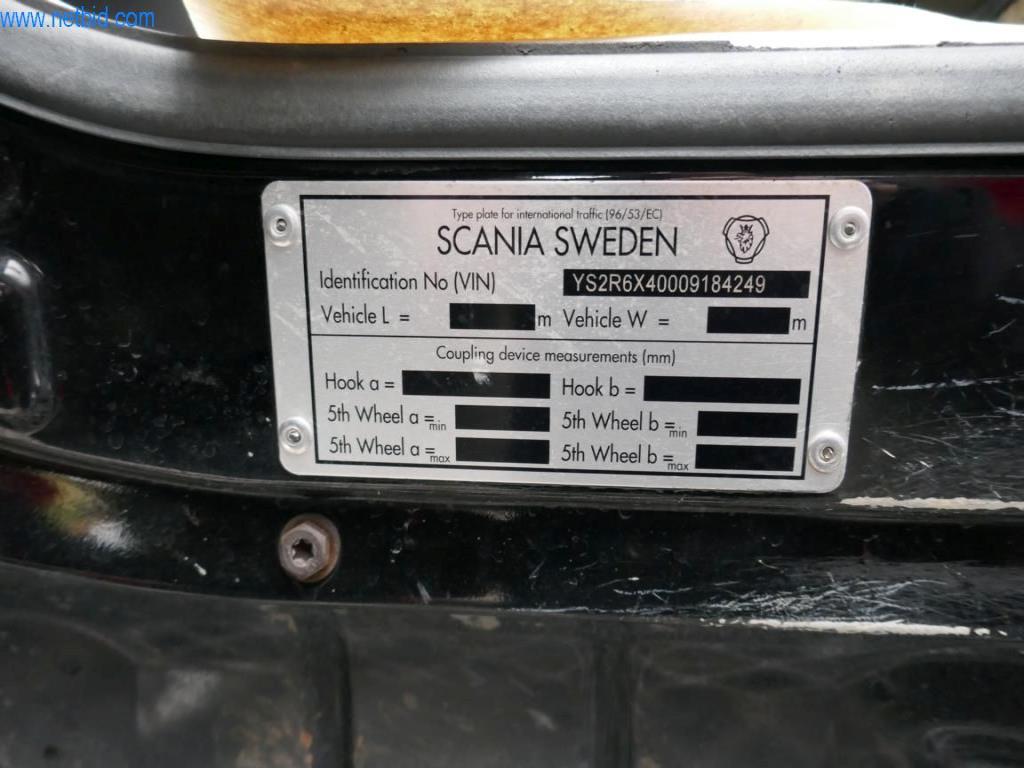 www.netbid.com
Type plate for international traffic (96/53/EC)
SCANIA SWEDEN
Identification No (VIN) YS2R6X40009184249
Vehicle L = m Vehicle W = m
Coupling device measurements (mm)
Hook a = Hook b =
5th Wheel a = min 5th Wheel b = min
5th Wheel a = max 5th Wheel b = max